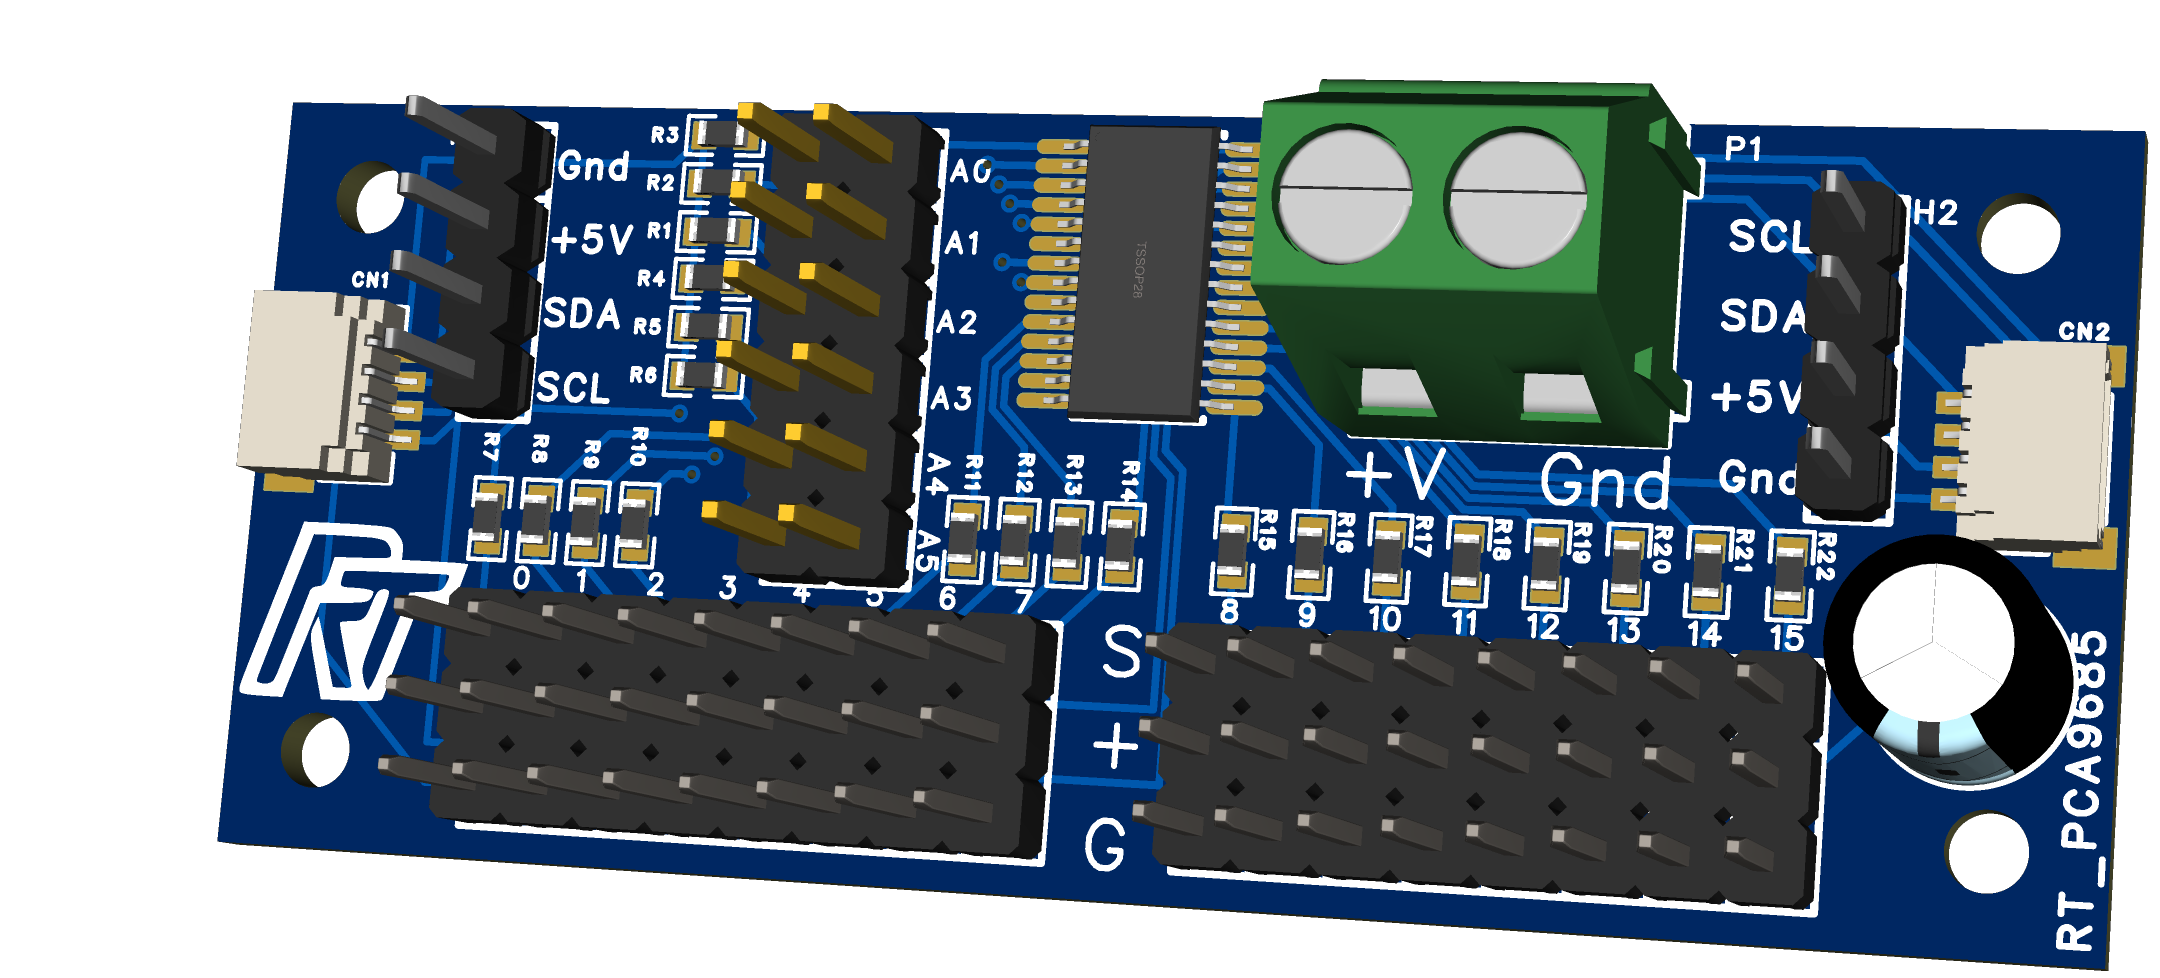 R3
R2
R1
R4
R5
R6
Gnd
+5V
SDA
SCL
CN1
A0
A1
A2
A3
A4
A5
TSSOP28
P1
H2
SCL
SDA
+5V
Gnd
CN2
+V
Gnd
R7
R8
R9
R10
R11
R12
R13
R14
R15
R16
R17
R18
R19
R20
R21
R22
RT
0
1
2
3
4
5
6
7
8
9
10
11
12
13
14
15
S
+
G
RT_PCA9685